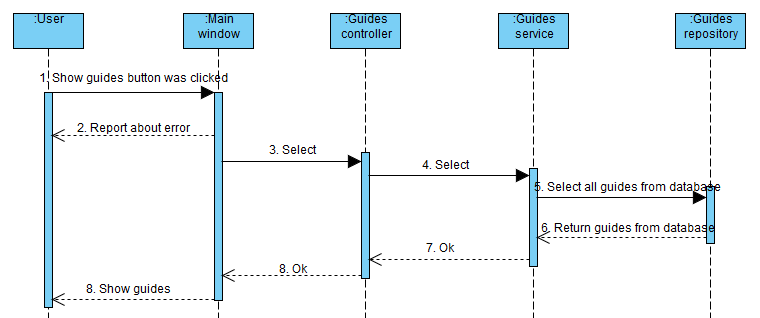 :User
:Main
window
:Guides
controller
:Guides
service
:Guides
repository
1. Show guides button was clicked
2. Report about error
3. Select
4. Select
5. Select all guides from database
6. Return guides from database
7. Ok
8. Ok
8. Show guides